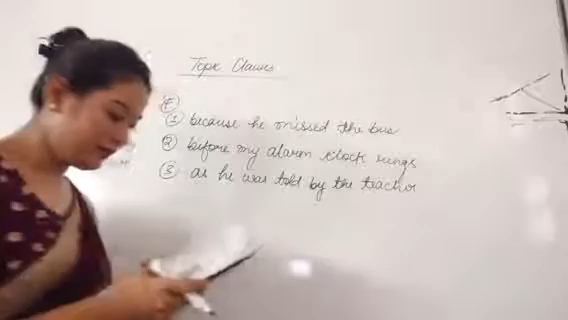 Topic Clauses
F
① because he missed the bus
② before my alarm clock rings
③ as he was told by the teacher